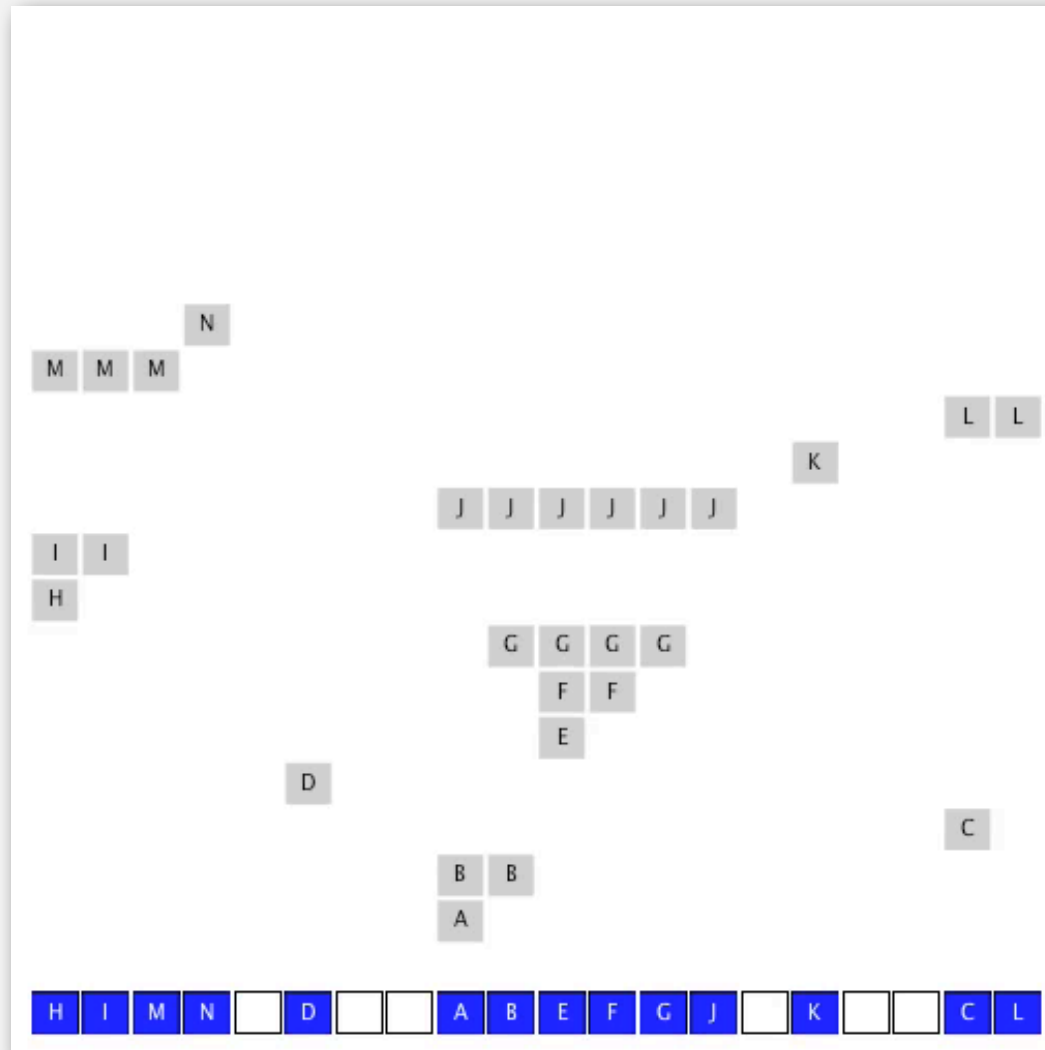 N
M M M
L L
K
J J J J J J
I I
H
G G G G
F F
E
D
C
B B
A
H I M N D A B E F G J K C L